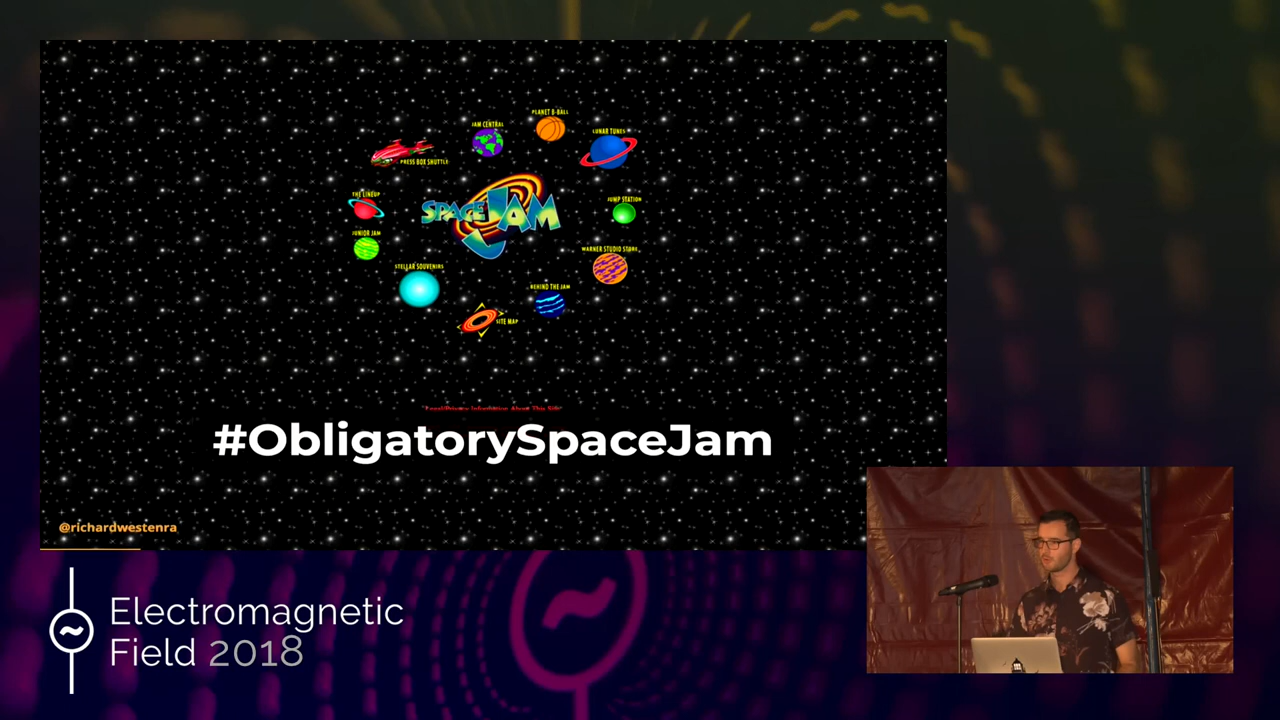 PLANET B-BALL
JAM CENTRAL
LUNAR TUNES
PRESS BOX SHUTTLE
THE LINEUP
JUMP STATION
SPACE JAM
JUNIOR JAM
WARNER STUDIO STORE
STELLAR SOUVENIRS
BEHIND THE JAM
SITE MAP
#ObligatorySpaceJam
@richardwestenra
Electromagnetic
Field 2018